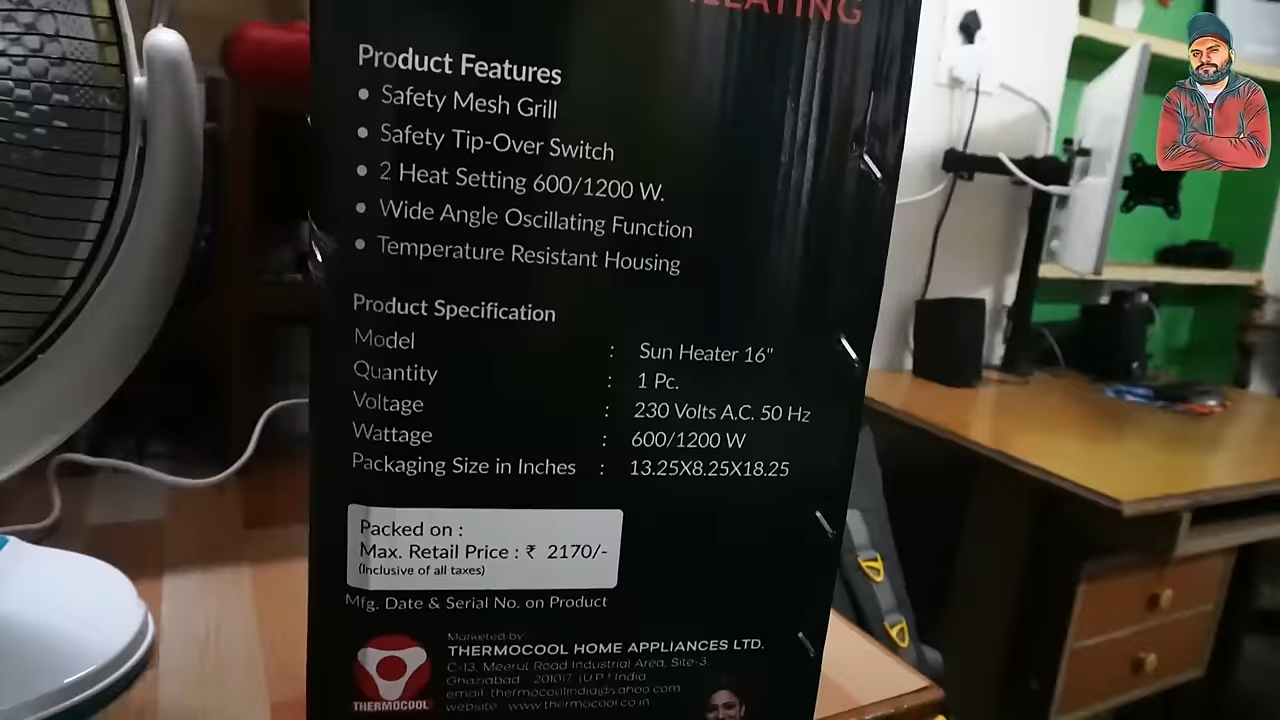 ILLATING
Product Features
• Safety Mesh Grill
• Safety Tip-Over Switch
• 2 Heat Setting 600/1200 W.
• Wide Angle Oscillating Function
• Temperature Resistant Housing
Product Specification
Model : Sun Heater 16"
Quantity : 1 Pc.
Voltage : 230 Volts A.C. 50 Hz
Wattage : 600/1200 W
Packaging Size in Inches : 13.25X8.25X18.25
Packed on :
Max. Retail Price : ₹ 2170/-
(Inclusive of all taxes)
Mfg. Date & Serial No. on Product
Marketed by
THERMOCOOL HOME APPLIANCES LTD.
C-13, Meerut Road Industrial Area, Site-3,
Ghaziabad - 201017 (U.P.) India
email: thermocoolindia@yahoo.com
website : www.thermocool.co.in
THERMOCOOL